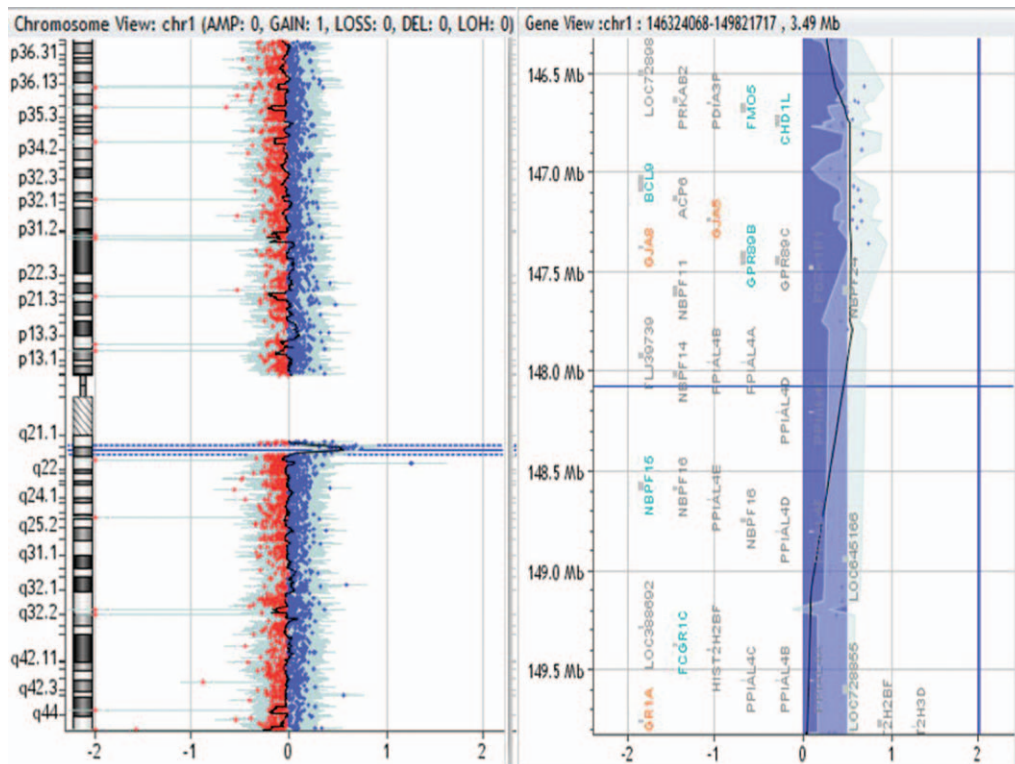 Chromosome View: chr1 (AMP: 0, GAIN: 1, LOSS: 0, DEL: 0, LOH: 0)
p36.31
p36.13
p35.3
p34.2
p32.3
p32.1
p31.2
p22.3
p21.3
p13.3
p13.1
q21.1
q22
q24.1
q25.2
q31.1
q32.1
q32.2
q42.11
q42.3
q44
-2 -1 0 1 2
Gene View :chr1 : 146324068-149821717 , 3.49 Mb
146.5 Mb
LOC72898 PRKAB2 PDIA3P FMO5 CHD1L
147.0 Mb
BCL9 ACP6 GJA5
GJA8 GPR89B GPR89C
147.5 Mb
NBPF11 NBPF24
FLJ39739 PPIAL4B PPIAL4A
148.0 Mb
NBPF14 PPIAL4D
148.5 Mb
NBPF15 NBPF16 PPIAL4E NBPF16 PPIAL4D
LOC645166
149.0 Mb
LOC388692 FCGR1C HIST2H2BF
149.5 Mb
PPIAL4C PPIAL4B LOC728855
GR1A T2H2BF T2H3D
-2 -1 0 1 2